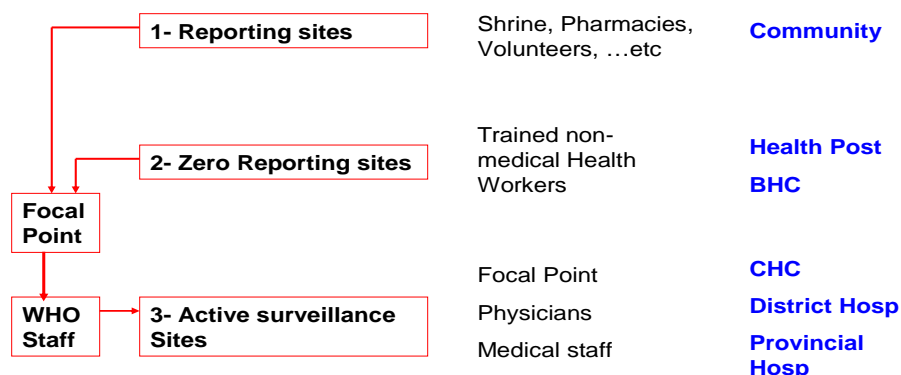 1- Reporting sites
Shrine, Pharmacies,
Volunteers, …etc
Community
2- Zero Reporting sites
Trained non-
medical Health
Workers
Health Post
BHC
Focal
Point
WHO
Staff
3- Active surveillance
Sites
Focal Point
Physicians
Medical staff
CHC
District Hosp
Provincial
Hosp